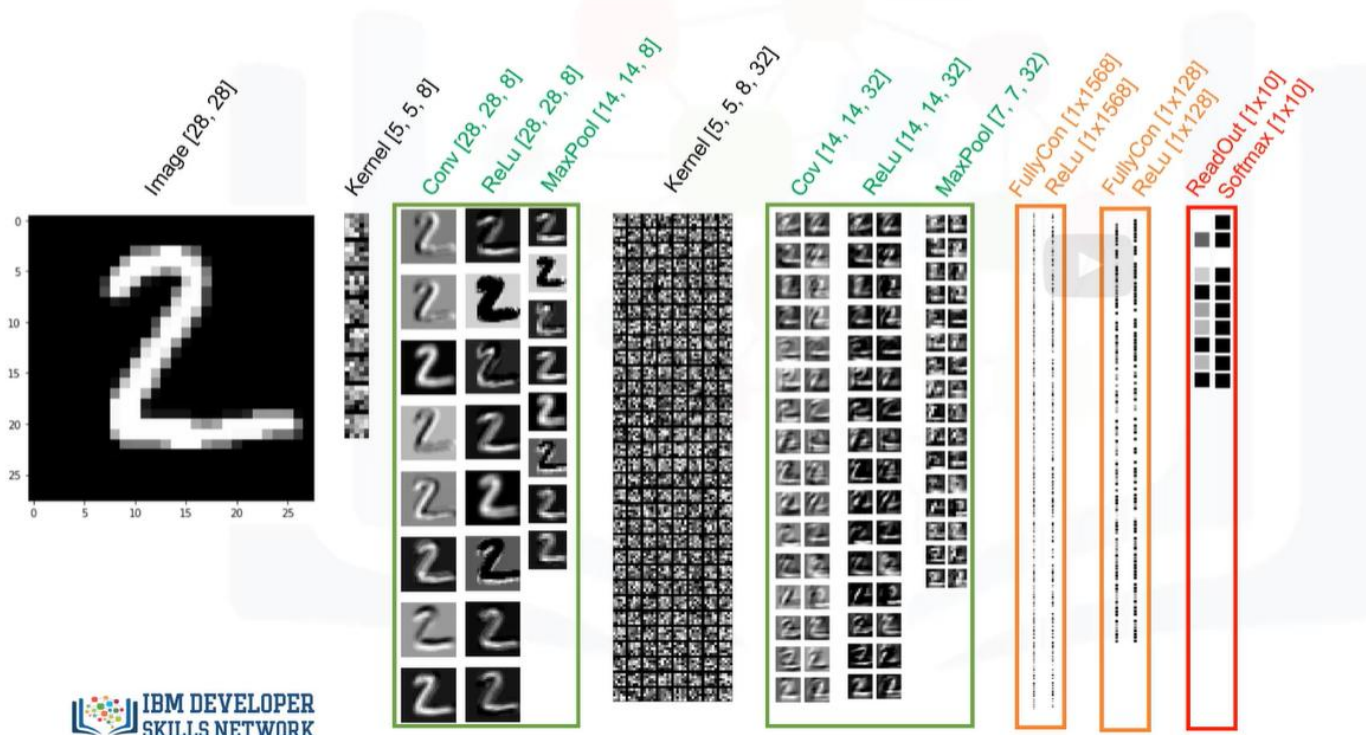 Image [28, 28]
Kernel [5, 5, 8]
Conv [28, 28, 8]
ReLu [28, 28, 8]
MaxPool [14, 14, 8]
Kernel [5, 5, 8, 32]
Cov [14, 14, 32]
ReLu [14, 14, 32]
MaxPool [7, 7, 32)
FullyCon [1x1568]
ReLu [1x1568]
FullyCon [1x128]
ReLu [1x128]
ReadOut [1x10]
Softmax [1x10]
0
5
10
15
20
25
0 5 10 15 20 25
IBM DEVELOPER
SKILLS NETWORK